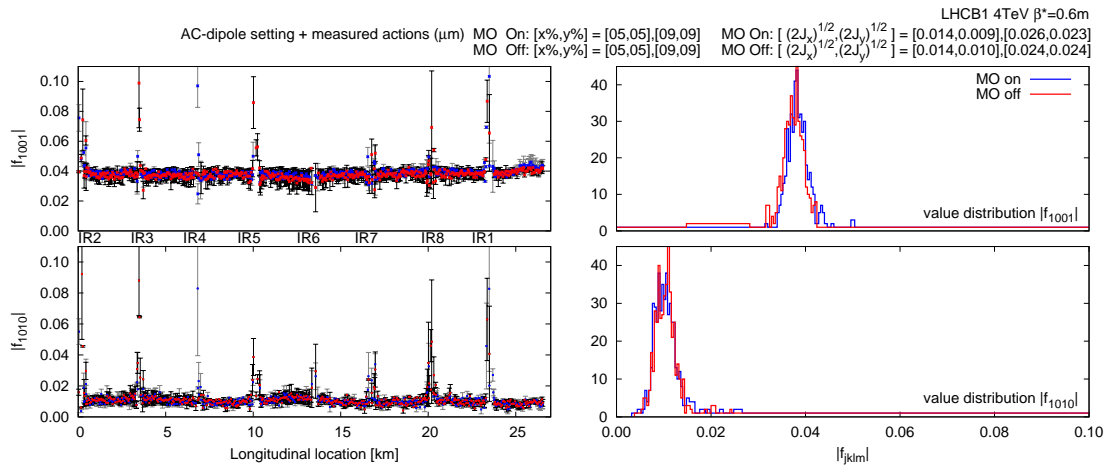 LHCB1 4TeV β*=0.6m
AC-dipole setting + measured actions (μm) MO On: [x%,y%] = [05,05],[09,09] MO On: [ (2Jx)^1/2,(2Jy)^1/2 ] = [0.014,0.009],[0.026,0.023]
MO Off: [x%,y%] = [05,05],[09,09] MO Off: [ (2Jx)^1/2,(2Jy)^1/2 ] = [0.014,0.010],[0.024,0.024]
|f1001|
0.10
0.08
0.06
0.04
0.02
0.00
IR2 IR3 IR4 IR5 IR6 IR7 IR8 IR1
40
30
20
10
0
MO on
MO off
value distribution |f1001|
|f1010|
0.10
0.08
0.06
0.04
0.02
0.00
0 5 10 15 20 25
Longitudinal location [km]
40
30
20
10
0
value distribution |f1010|
0.00 0.02 0.04 0.06 0.08 0.10
|fjklm|